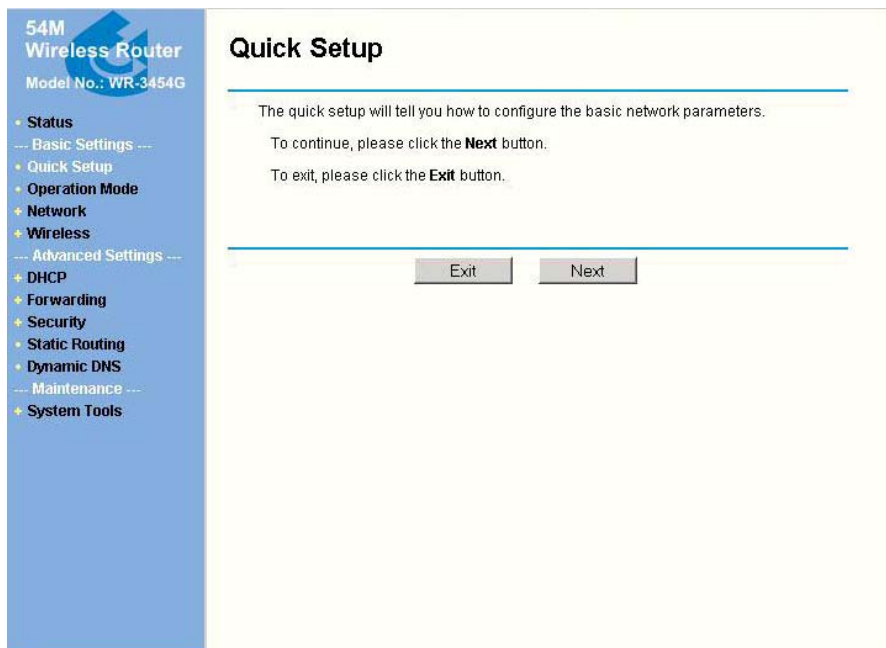 54M
Wireless Router
Model No.: WR-3454G
Status
--- Basic Settings ---
Quick Setup
Operation Mode
Network
Wireless
--- Advanced Settings ---
DHCP
Forwarding
Security
Static Routing
Dynamic DNS
--- Maintenance ---
System Tools
Quick Setup
The quick setup will tell you how to configure the basic network parameters.
To continue, please click the Next button.
To exit, please click the Exit button.
Exit
Next